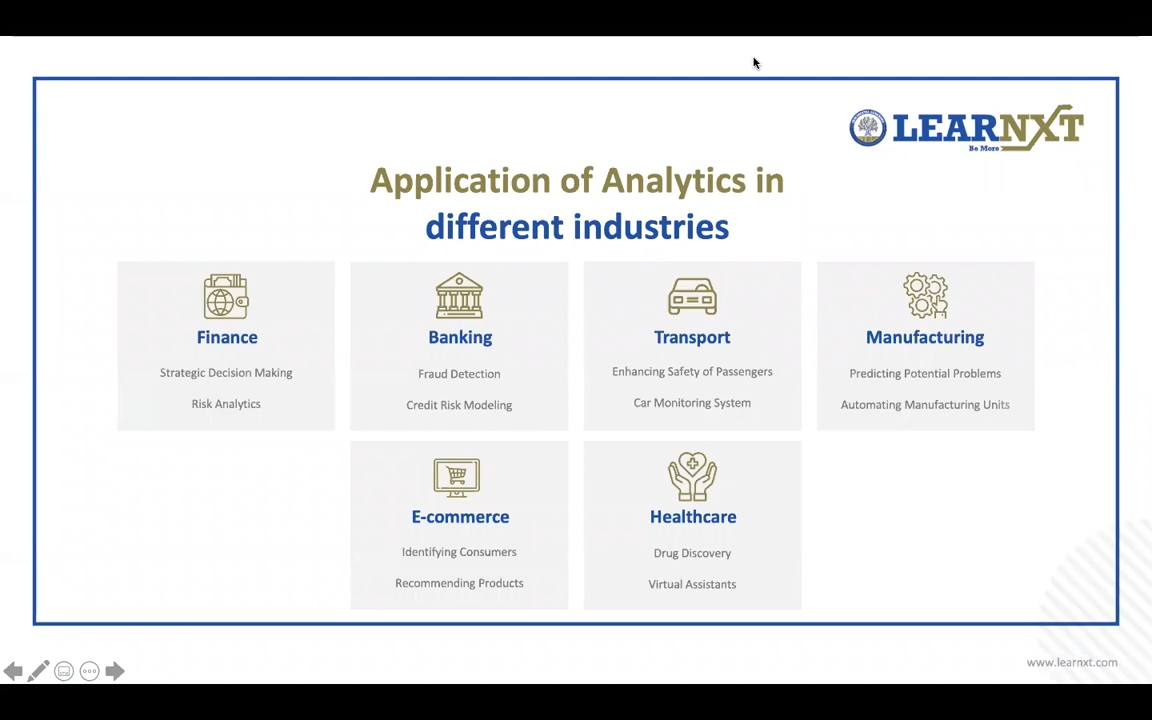 LEARNXT
Be More
Application of Analytics in
different industries
Finance
Strategic Decision Making
Risk Analytics
Banking
Fraud Detection
Credit Risk Modeling
Transport
Enhancing Safety of Passengers
Car Monitoring System
Manufacturing
Predicting Potential Problems
Automating Manufacturing Units
E-commerce
Identifying Consumers
Recommending Products
Healthcare
Drug Discovery
Virtual Assistants
www.learnxt.com